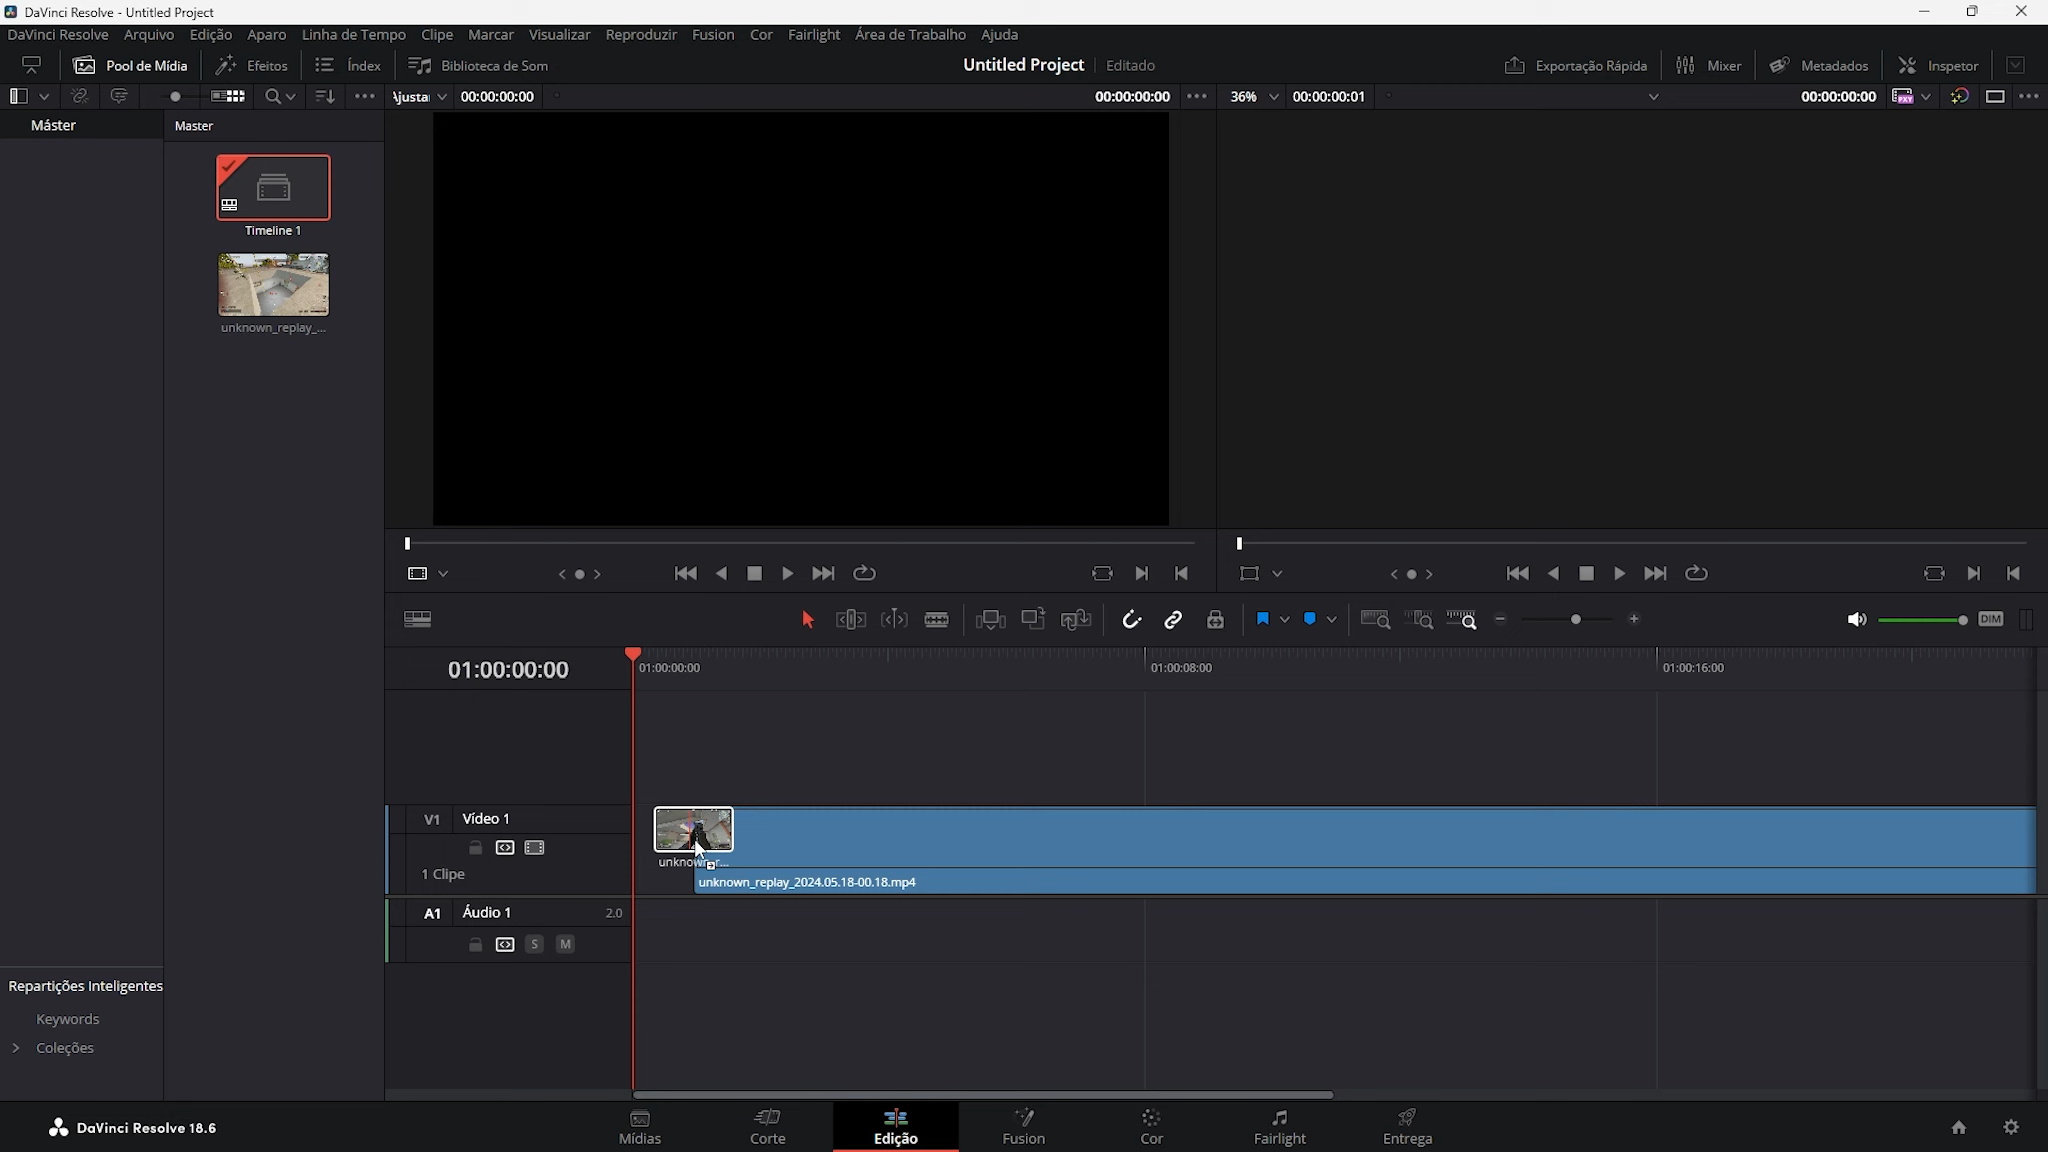 DaVinci Resolve - Untitled Project
DaVinci Resolve Arquivo Edição Aparo Linha de Tempo Clipe Marcar Visualizar Reproduzir Fusion Cor Fairlight Área de Trabalho Ajuda
Pool de Mídia Efeitos Índex Biblioteca de Som Untitled Project Editado Exportação Rápida Mixer Metadados Inspetor
Ajusta 00:00:00:00 00:00:00:00 36% 00:00:00:01 00:00:00:00 PXY
Máster Master
Timeline 1
unknown_replay_...
DIM
01:00:00:00 01:00:00:00 01:00:08:00 01:00:16:00
V1 Vídeo 1
1 Clipe
unknown_replay_2024.05.18-00.18.mp4
A1 Áudio 1 2.0
S M
Repartições Inteligentes
Keywords
Coleções
DaVinci Resolve 18.6
Mídias Corte Edição Fusion Cor Fairlight Entrega